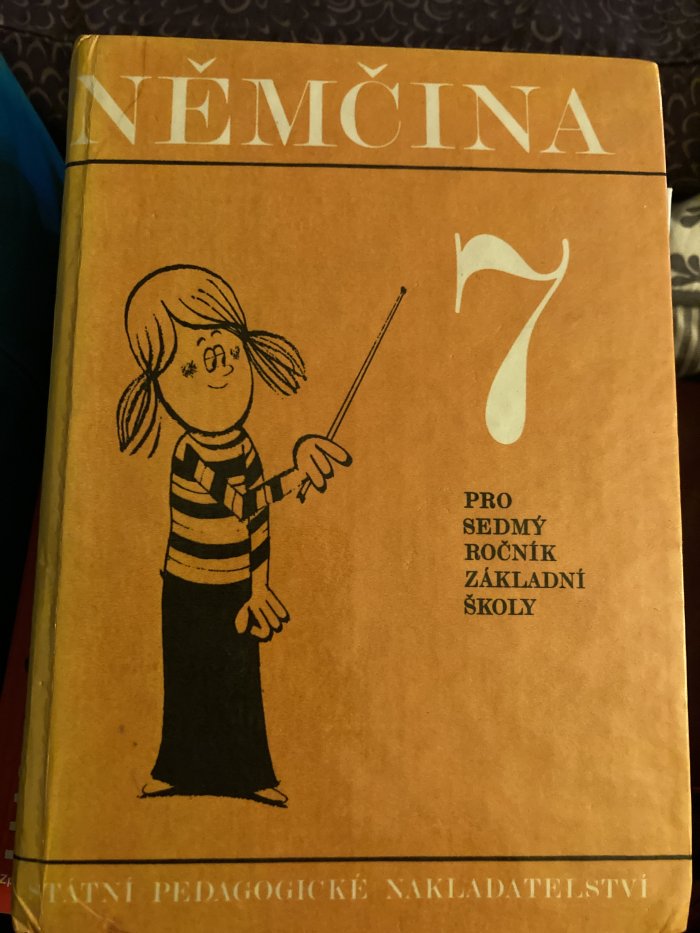 NĚMČINA
7
PRO
SEDMÝ
ROČNÍK
ZÁKLADNÍ
ŠKOLY
STÁTNÍ PEDAGOGICKÉ NAKLADATELSTVÍ